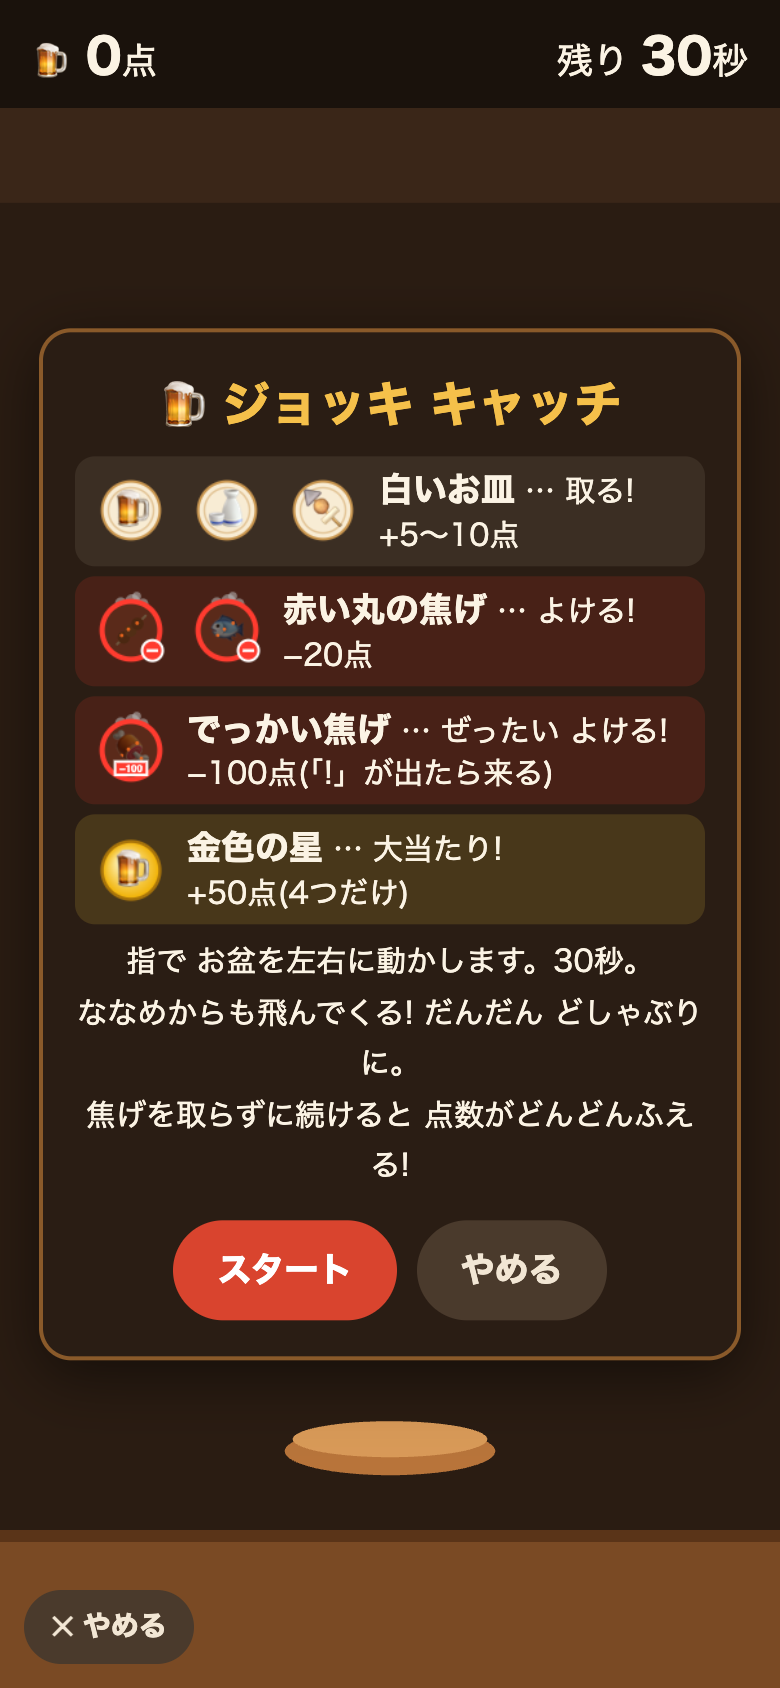 0点
残り 30秒
ジョッキ キャッチ
白いお皿 … 取る!
+5〜10点
赤い丸の焦げ … よける!
−20点
でっかい焦げ … ぜったい よける!
−100
−100点(「!」が出たら来る)
金色の星 … 大当たり!
+50点(4つだけ)
指で お盆を左右に動かします。30秒。
ななめからも飛んでくる! だんだん どしゃぶり
に。
焦げを取らずに続けると 点数がどんどんふえ
る!
スタート
やめる
× やめる